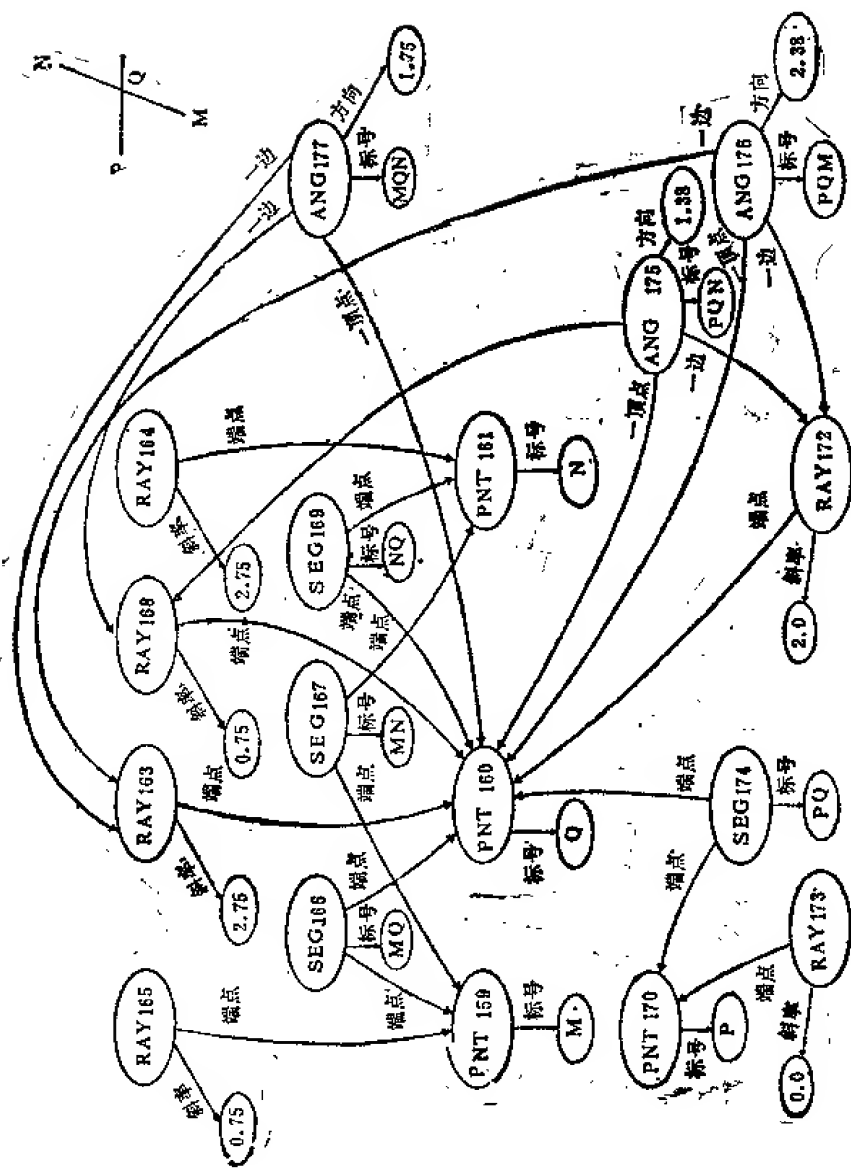 N
P
Q
M
一边
一边
方向
1.75
ANG177
标号
MQN
一顶点
一边
方向
2.38
ANG176
标号
PQM
一顶点
一边
方向
1.38
ANG 175
标号
PQN
一顶点
一边
RAY164
端点
斜率
2.75
RAY168
端点
斜率
0.75
RAY163
端点
斜率
2.75
RAY165
端点
斜率
0.75
SEG169
端点
标号
NQ
端点
SEG167
端点
标号
MN
端点
SEG166
端点
标号
MQ
端点
PNT 161
标号
N
PNT 160
标号
Q
PNT 159
标号
M
RAY172
端点
斜率
2.0
SEG174
端点
标号
PQ
端点
PNT 170
标号
P
RAY173
端点
斜率
0.0